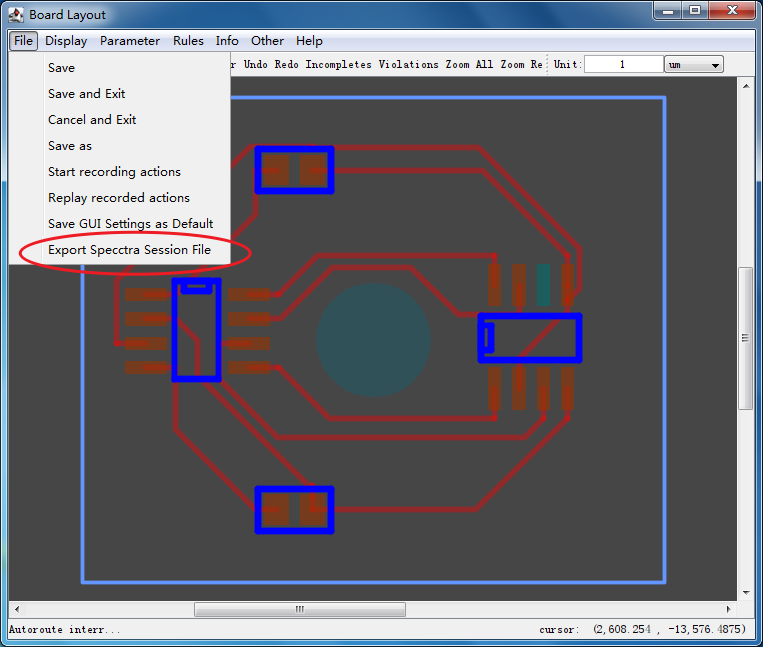 Board Layout
File Display Parameter Rules Info Other Help
r Undo Redo Incompletes Violations Zoom All Zoom Re Unit: 1 um
Save
Save and Exit
Cancel and Exit
Save as
Start recording actions
Replay recorded actions
Save GUI Settings as Default
Export Specctra Session File
Autoroute interr... cursor: (2,608.254 , -13,576.4875)